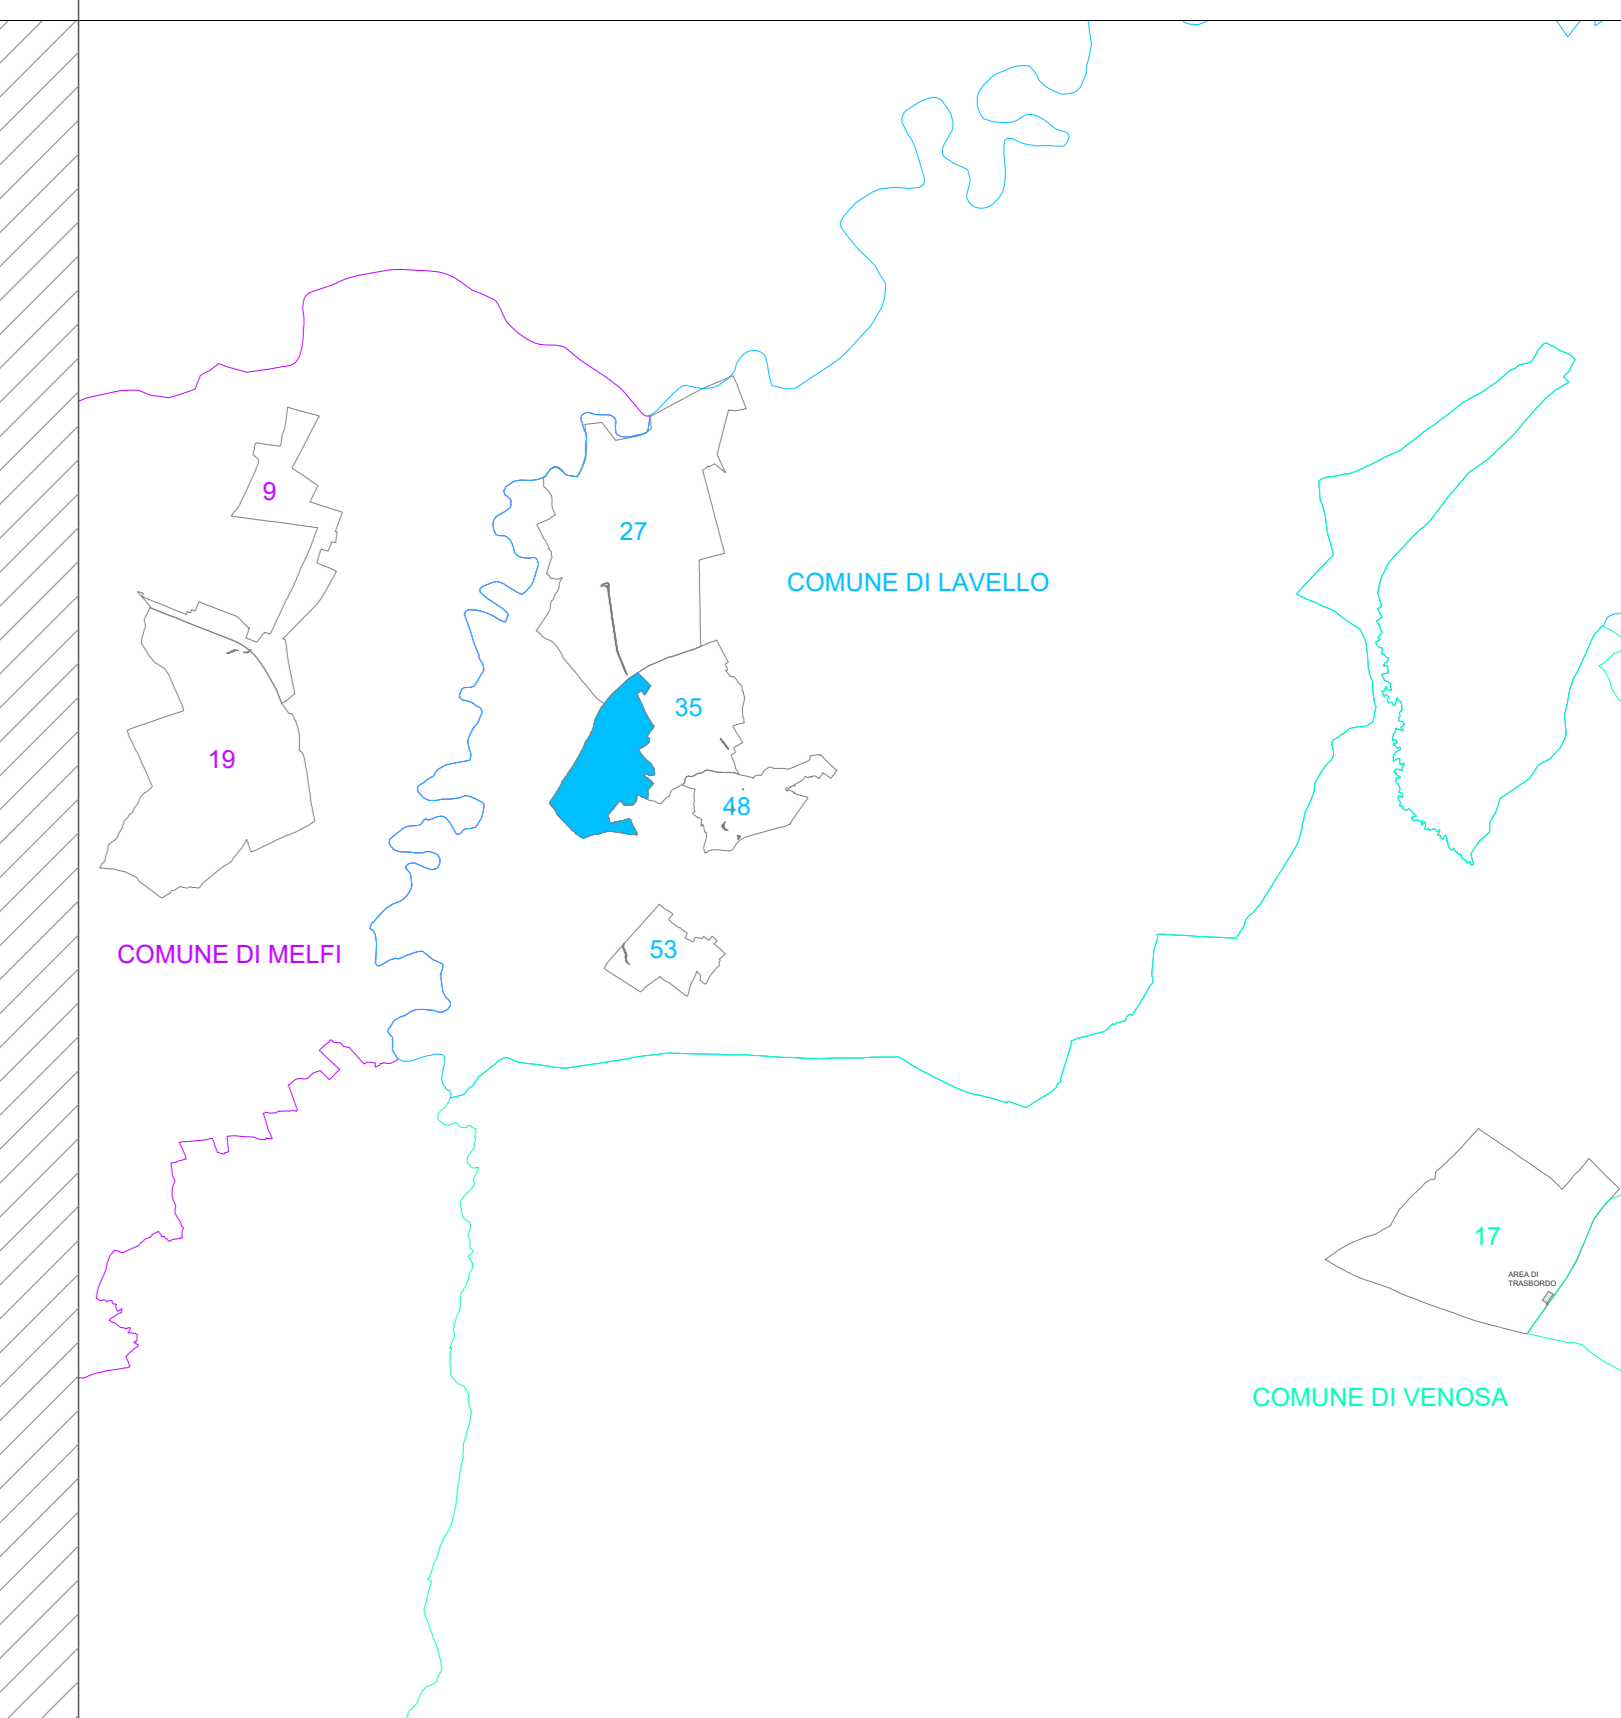 9
27
COMUNE DI LAVELLO
35
19
48
COMUNE DI MELFI
53
17
AREA DI
TRASBORDO
COMUNE DI VENOSA